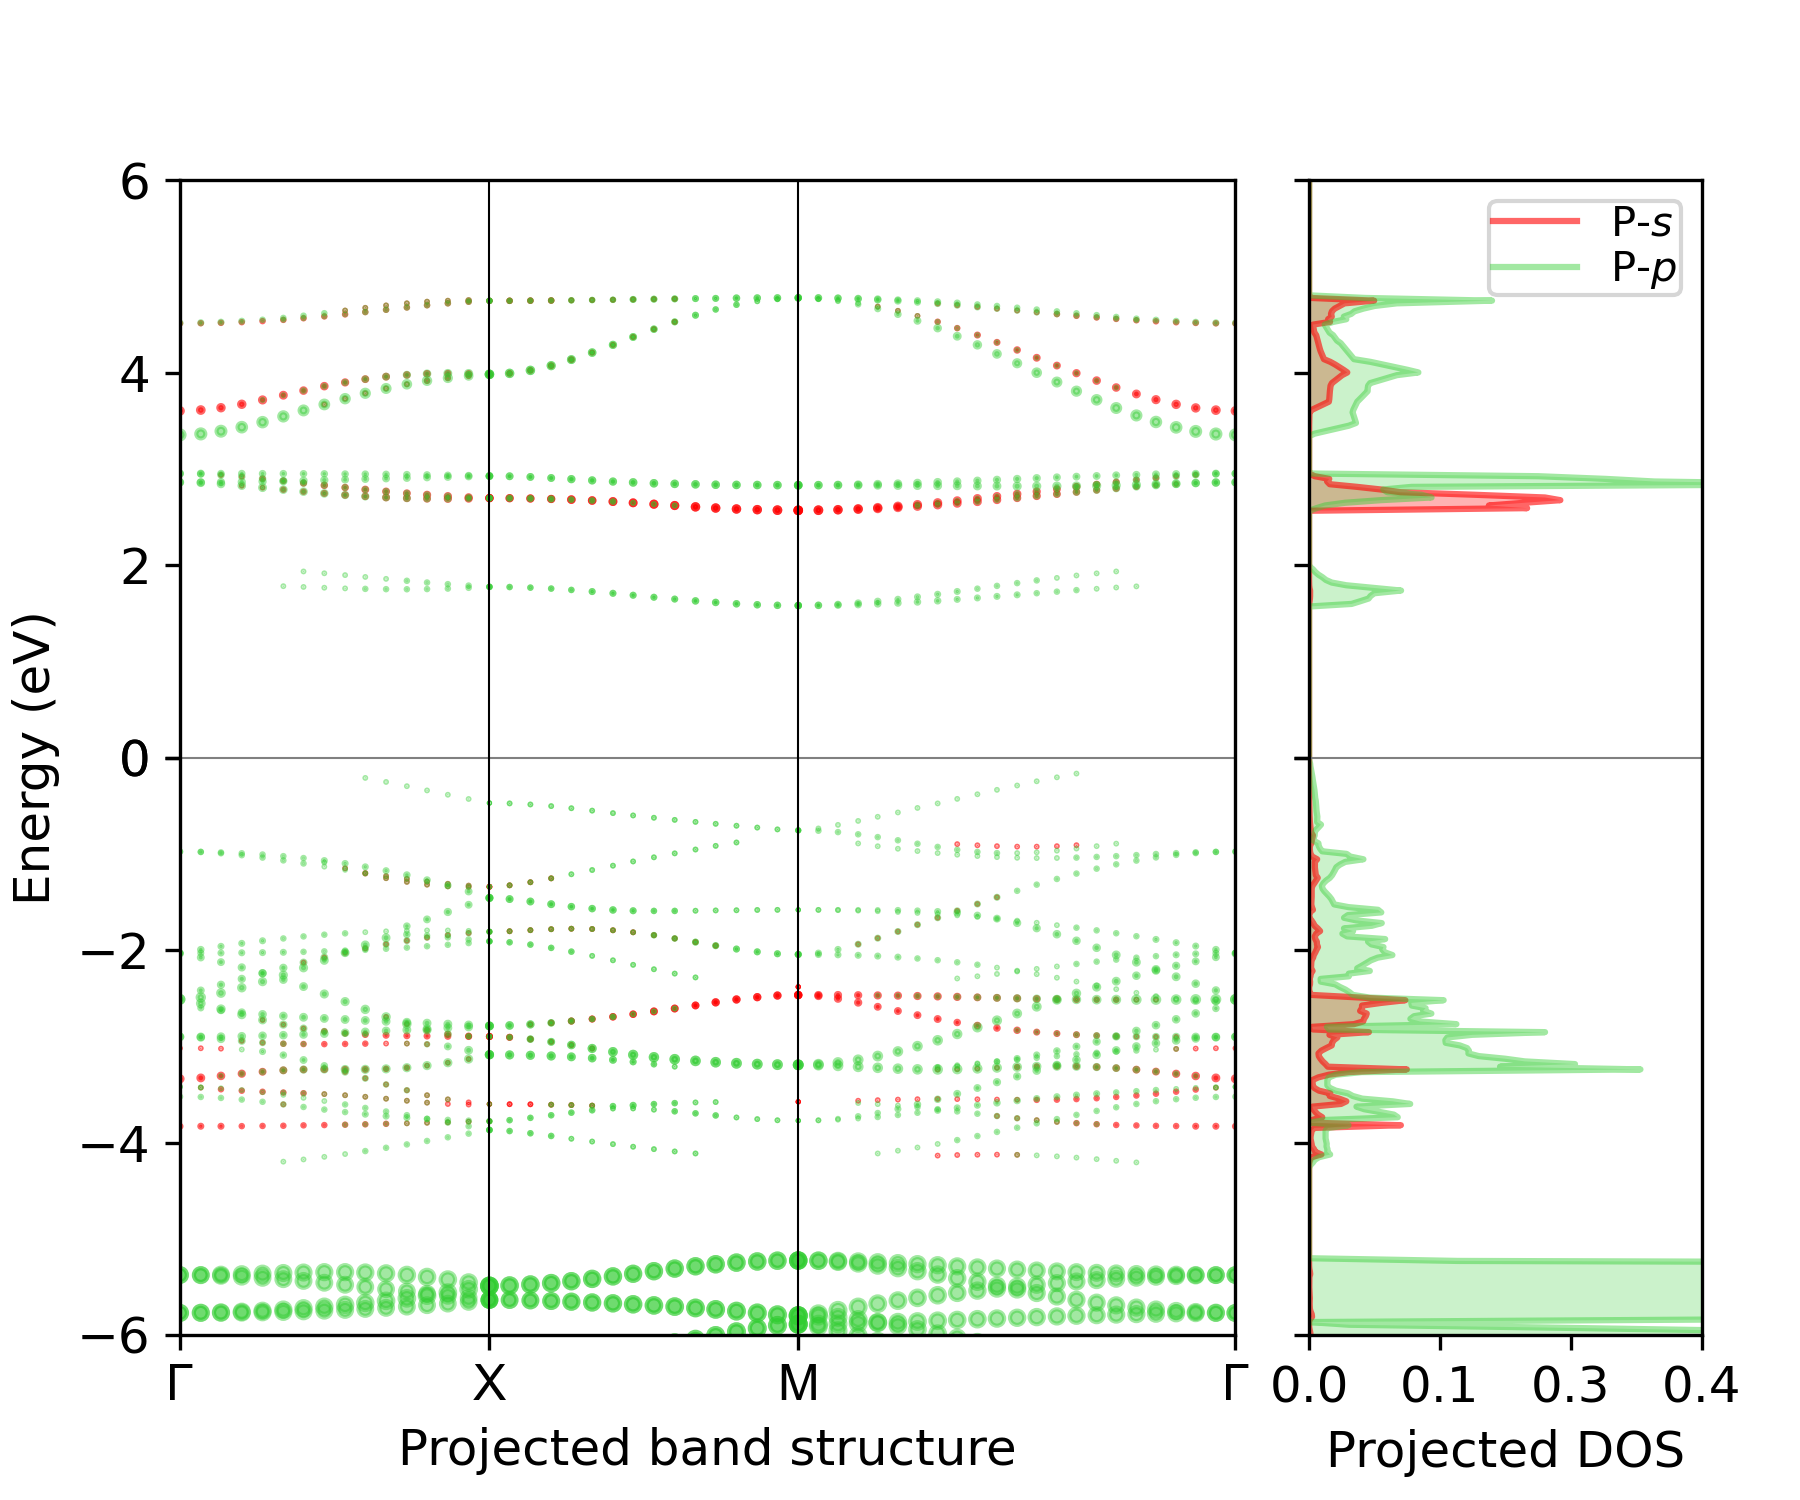 6
4
2
0
−2
−4
−6
Energy (eV)
Γ
X
M
Γ
Projected band structure
P-s
P-p
0.0
0.1
0.3
0.4
Projected DOS